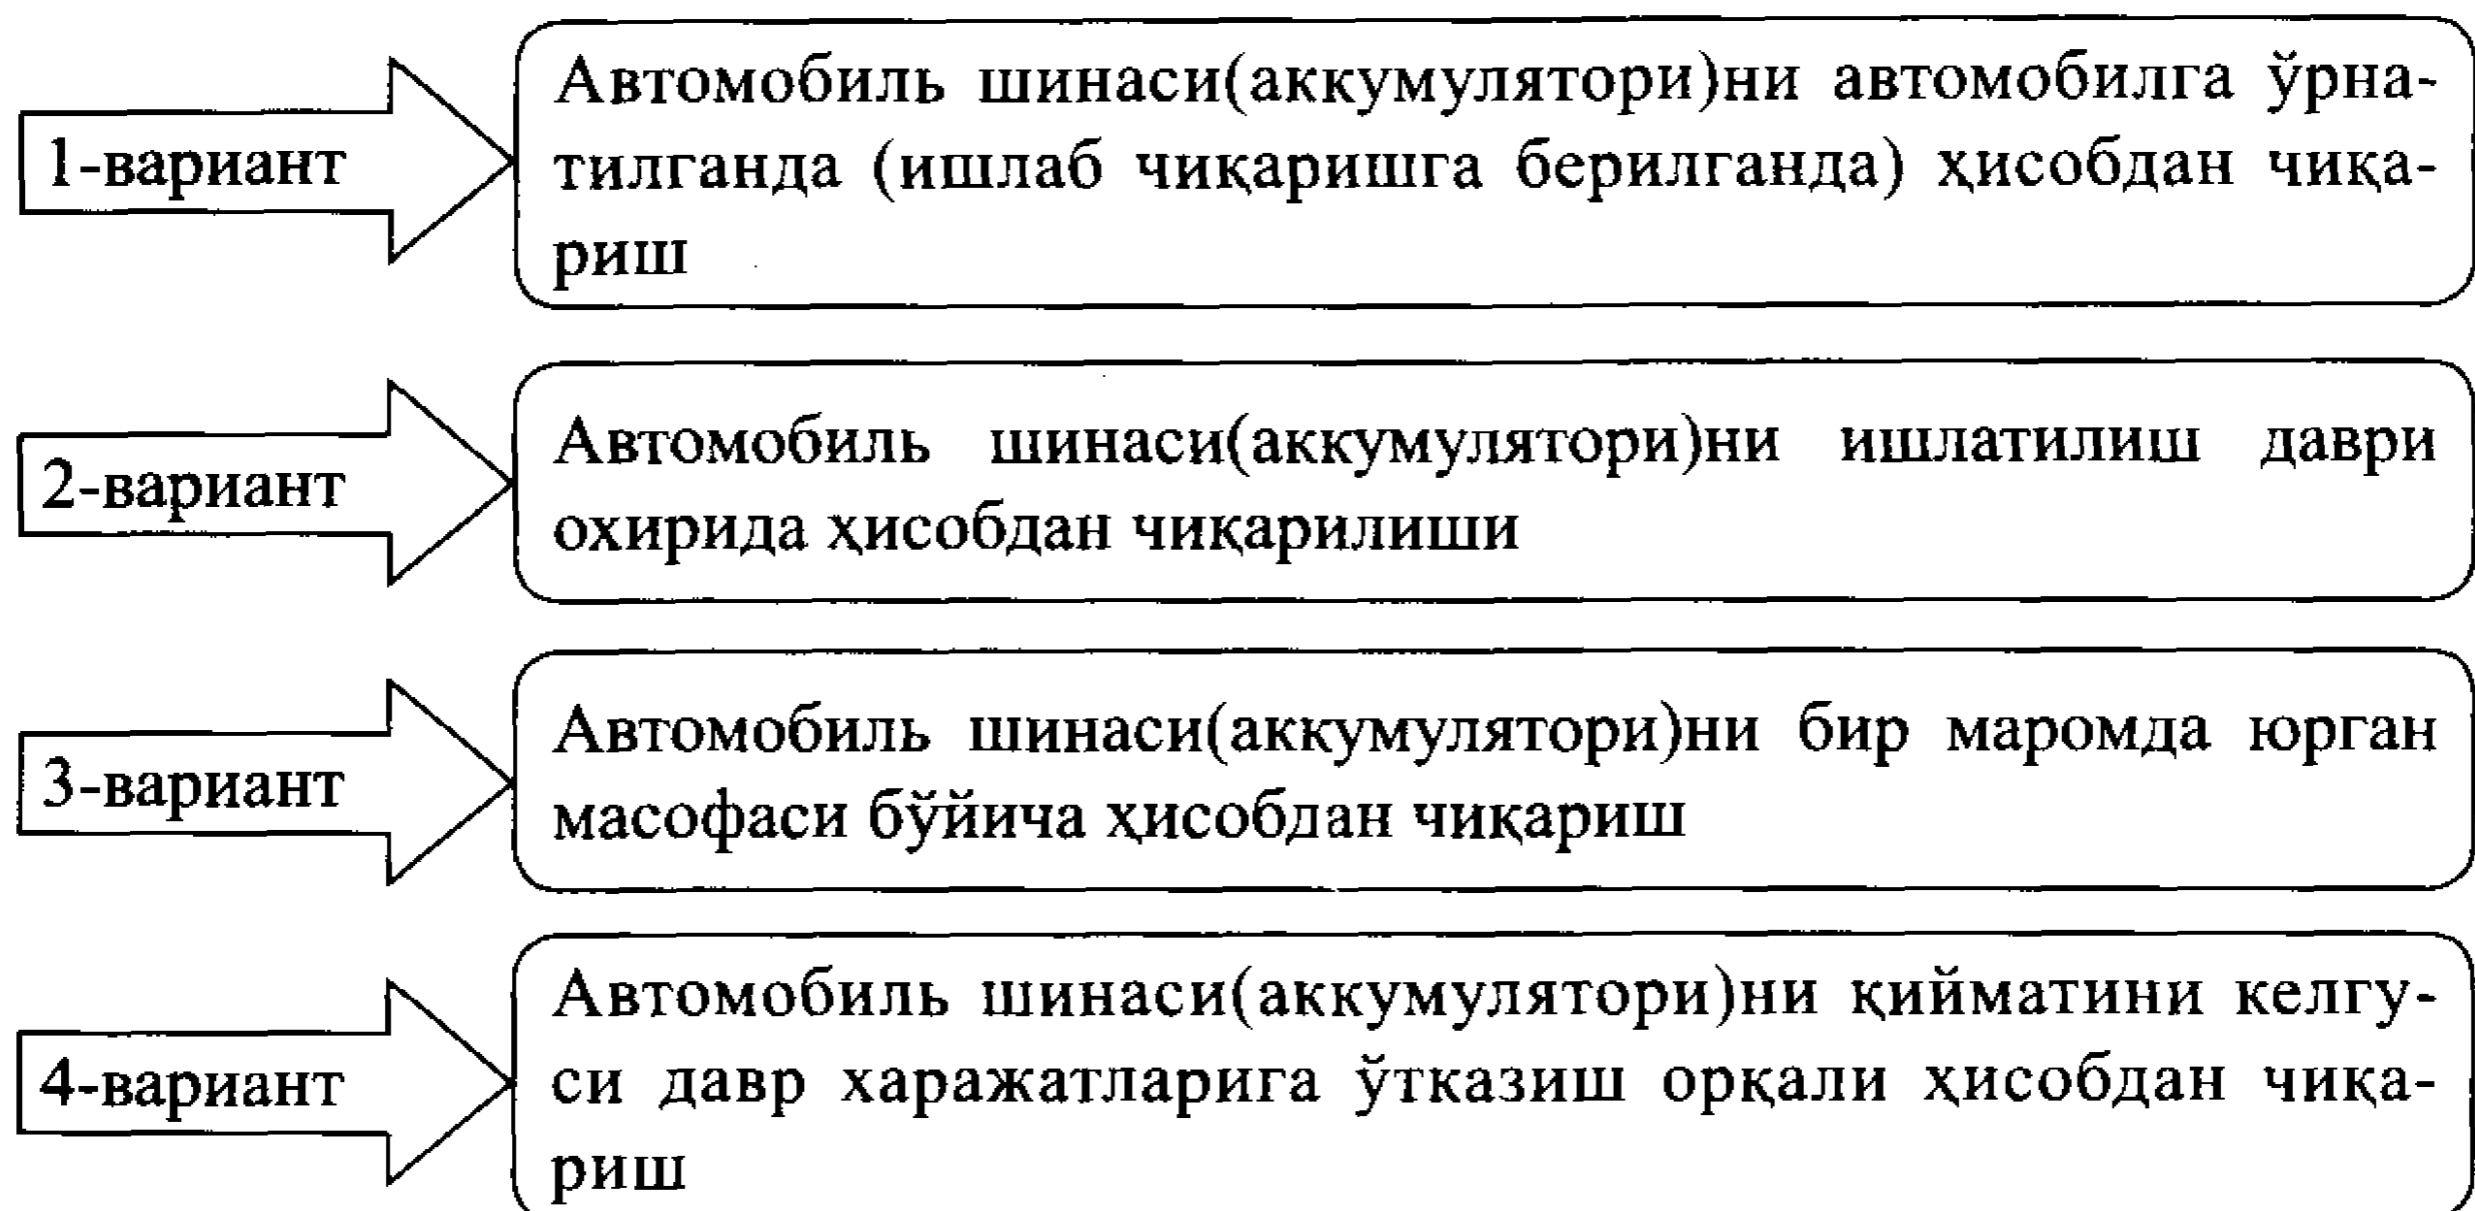 1-вариант
Автомобиль шинаси(аккумулятори)ни автомобилга ўрна-
тилганда (ишлаб чиқаришга берилганда) ҳисобдан чиқа-
риш
2-вариант
Автомобиль шинаси(аккумулятори)ни ишлатилиш даври
охирида ҳисобдан чиқарилиши
3-вариант
Автомобиль шинаси(аккумулятори)ни бир маромда юрган
масофаси бўйича ҳисобдан чиқариш
4-вариант
Автомобиль шинаси(аккумулятори)ни қийматини келгу-
си давр харажатларига ўтказиш орқали ҳисобдан чиқа-
риш